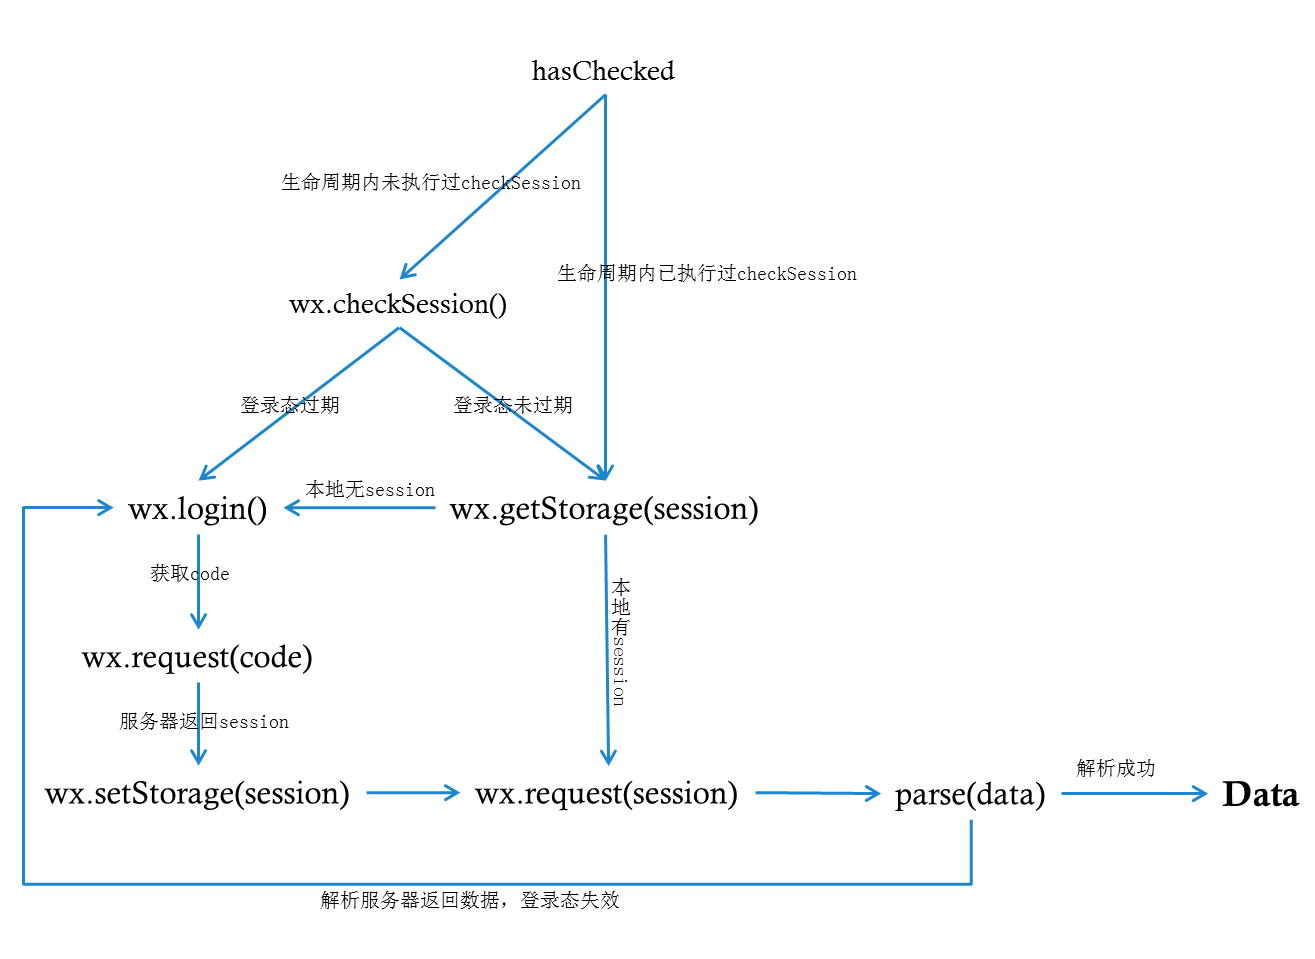 hasChecked
生命周期内未执行过checkSession
生命周期内已执行过checkSession
wx.checkSession()
登录态过期
登录态未过期
本地无session
wx.login()
wx.getStorage(session)
获取code
本地有session
wx.request(code)
服务器返回session
解析成功
wx.setStorage(session)
wx.request(session)
parse(data)
Data
解析服务器返回数据，登录态失效